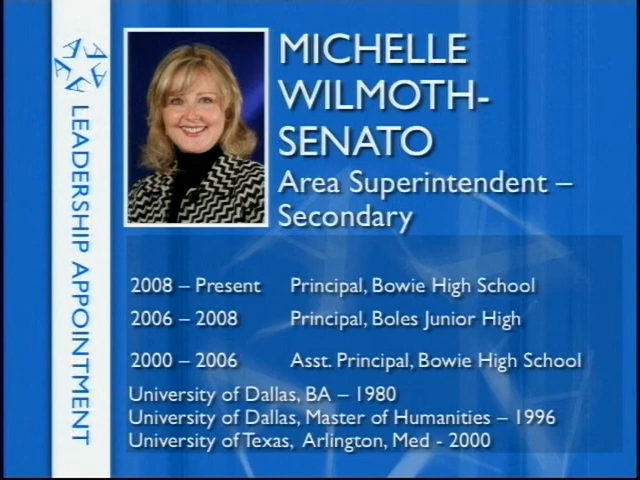 MICHELLE
WILMOTH-
SENATO
Area Superintendent –
Secondary
LEADERSHIP APPOINTMENT
2008 – Present Principal, Bowie High School
2006 – 2008 Principal, Boles Junior High
2000 – 2006 Asst. Principal, Bowie High School
University of Dallas, BA – 1980
University of Dallas, Master of Humanities – 1996
University of Texas, Arlington, Med - 2000